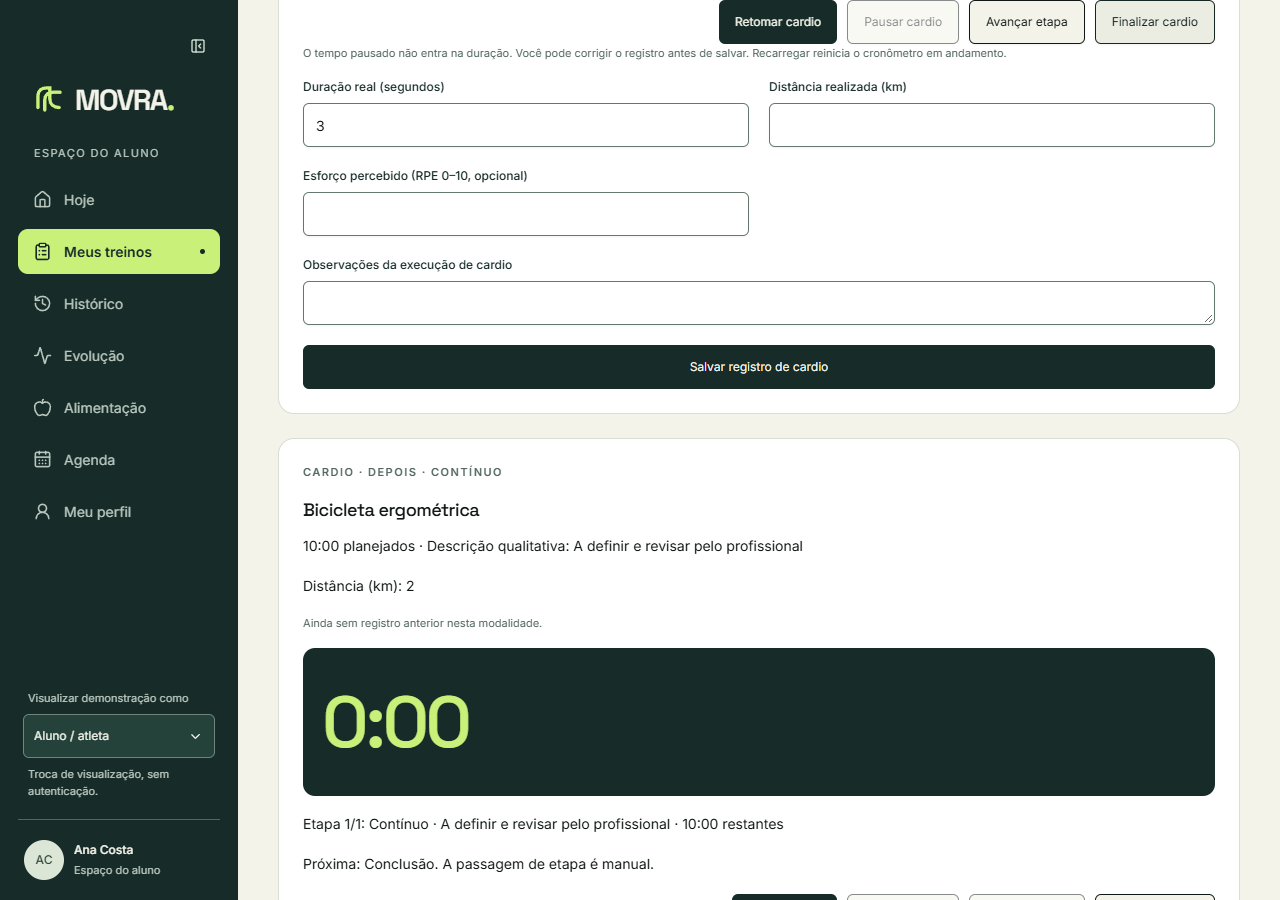 MOVRA.
ESPAÇO DO ALUNO
Hoje
Meus treinos
Histórico
Evolução
Alimentação
Agenda
Meu perfil
Visualizar demonstração como
Aluno / atleta
Troca de visualização, sem
autenticação.
AC
Ana Costa
Espaço do aluno
Retomar cardio
Pausar cardio
Avançar etapa
Finalizar cardio
O tempo pausado não entra na duração. Você pode corrigir o registro antes de salvar. Recarregar reinicia o cronômetro em andamento.
Duração real (segundos)
Distância realizada (km)
3
Esforço percebido (RPE 0–10, opcional)
Observações da execução de cardio
Salvar registro de cardio
CARDIO · DEPOIS · CONTÍNUO
Bicicleta ergométrica
10:00 planejados · Descrição qualitativa: A definir e revisar pelo profissional
Distância (km): 2
Ainda sem registro anterior nesta modalidade.
0:00
Etapa 1/1: Contínuo · A definir e revisar pelo profissional · 10:00 restantes
Próxima: Conclusão. A passagem de etapa é manual.